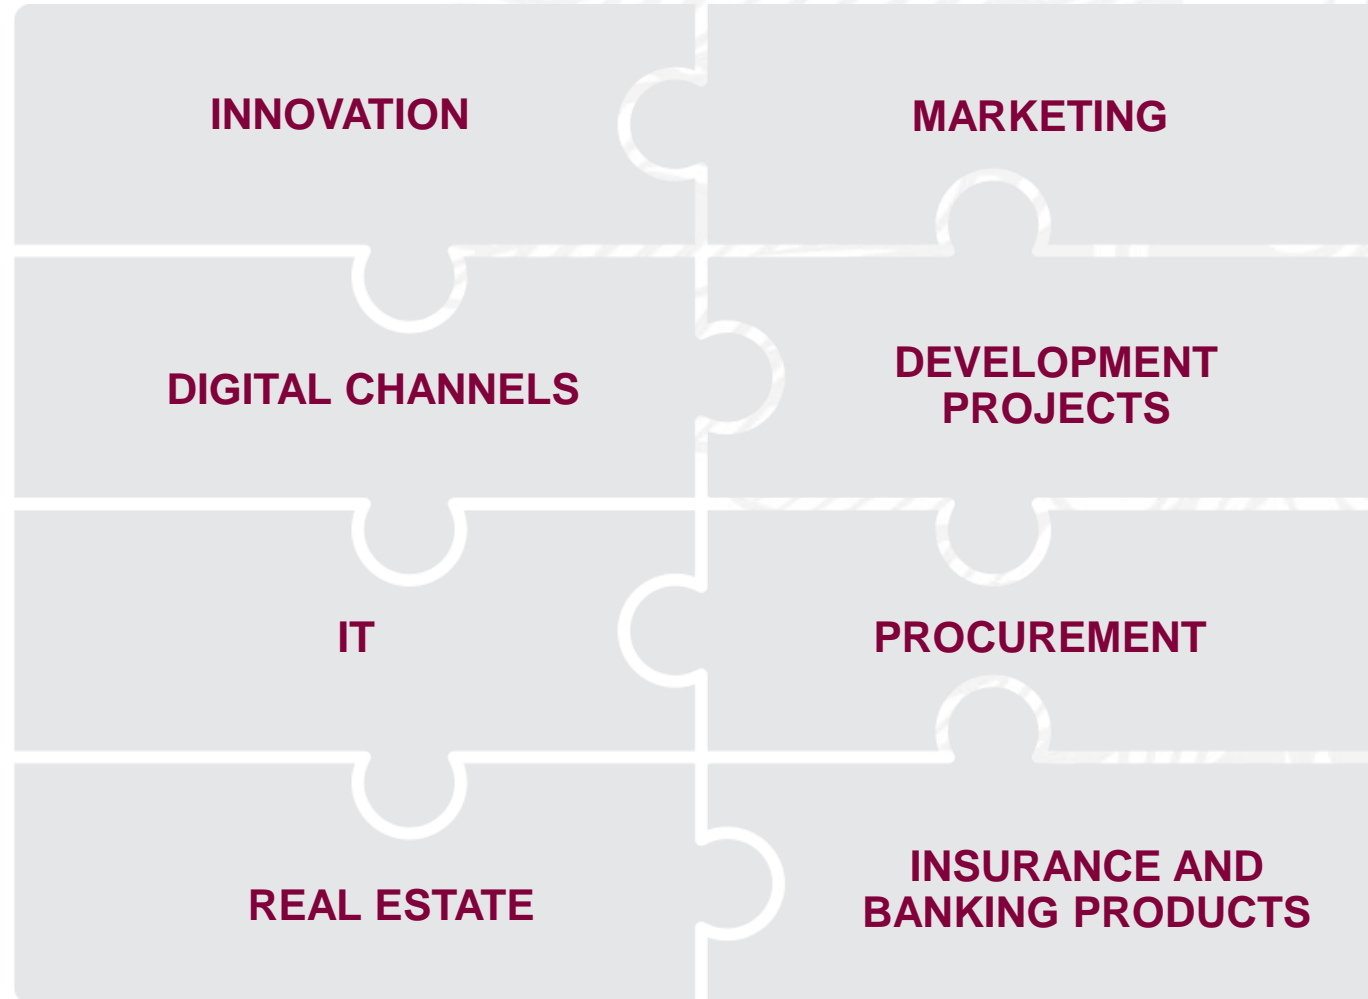 INNOVATION
MARKETING
DIGITAL CHANNELS
DEVELOPMENT
PROJECTS
IT
PROCUREMENT
REAL ESTATE
INSURANCE AND
BANKING PRODUCTS